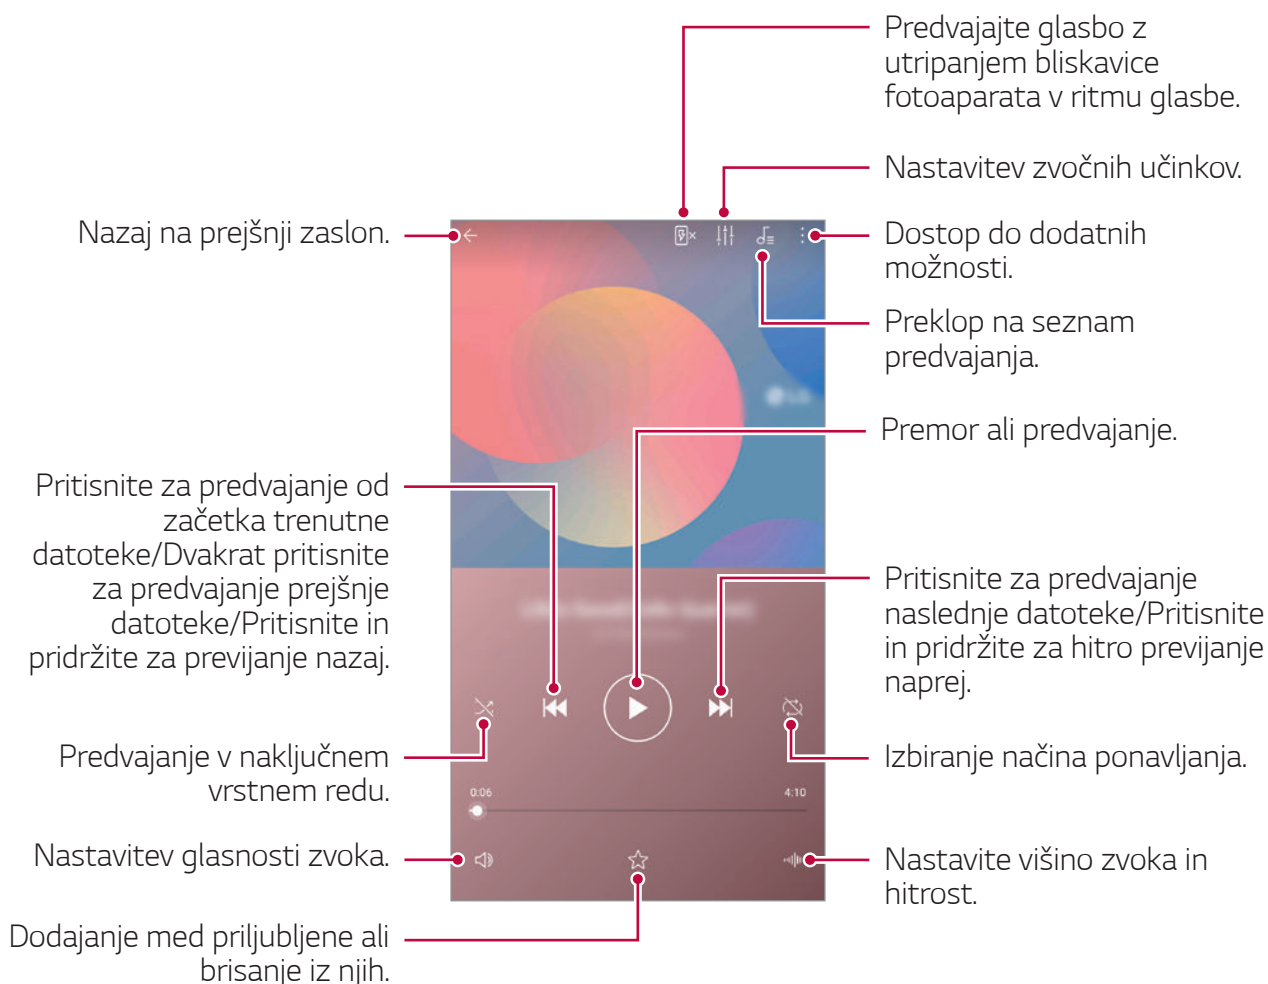 Predvajajte glasbo z
utripanjem bliskavice
fotoaparata v ritmu glasbe.
Nastavitev zvočnih učinkov.
Nazaj na prejšnji zaslon.
Dostop do dodatnih
možnosti.
Preklop na seznam
predvajanja.
Premor ali predvajanje.
Pritisnite za predvajanje od
začetka trenutne
datoteke/Dvakrat pritisnite
za predvajanje prejšnje
datoteke/Pritisnite in
pridržite za previjanje nazaj.
Pritisnite za predvajanje
naslednje datoteke/Pritisnite
in pridržite za hitro previjanje
naprej.
Predvajanje v naključnem
vrstnem redu.
Izbiranje načina ponavljanja.
0:06
4:10
Nastavitev glasnosti zvoka.
Nastavite višino zvoka in
hitrost.
Dodajanje med priljubljene ali
brisanje iz njih.